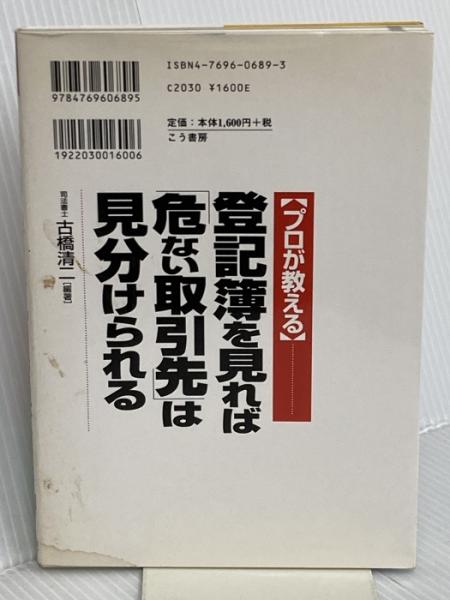 ISBN4-7696-0689-3
C2030 ¥1600E
9784769606895
1922030016006
定価：本体1,600円+税
こう書房
【プロが教える】
登記簿を見れば
「危ない取引先」は
見分けられる
司法書士 古橋清二[編著]